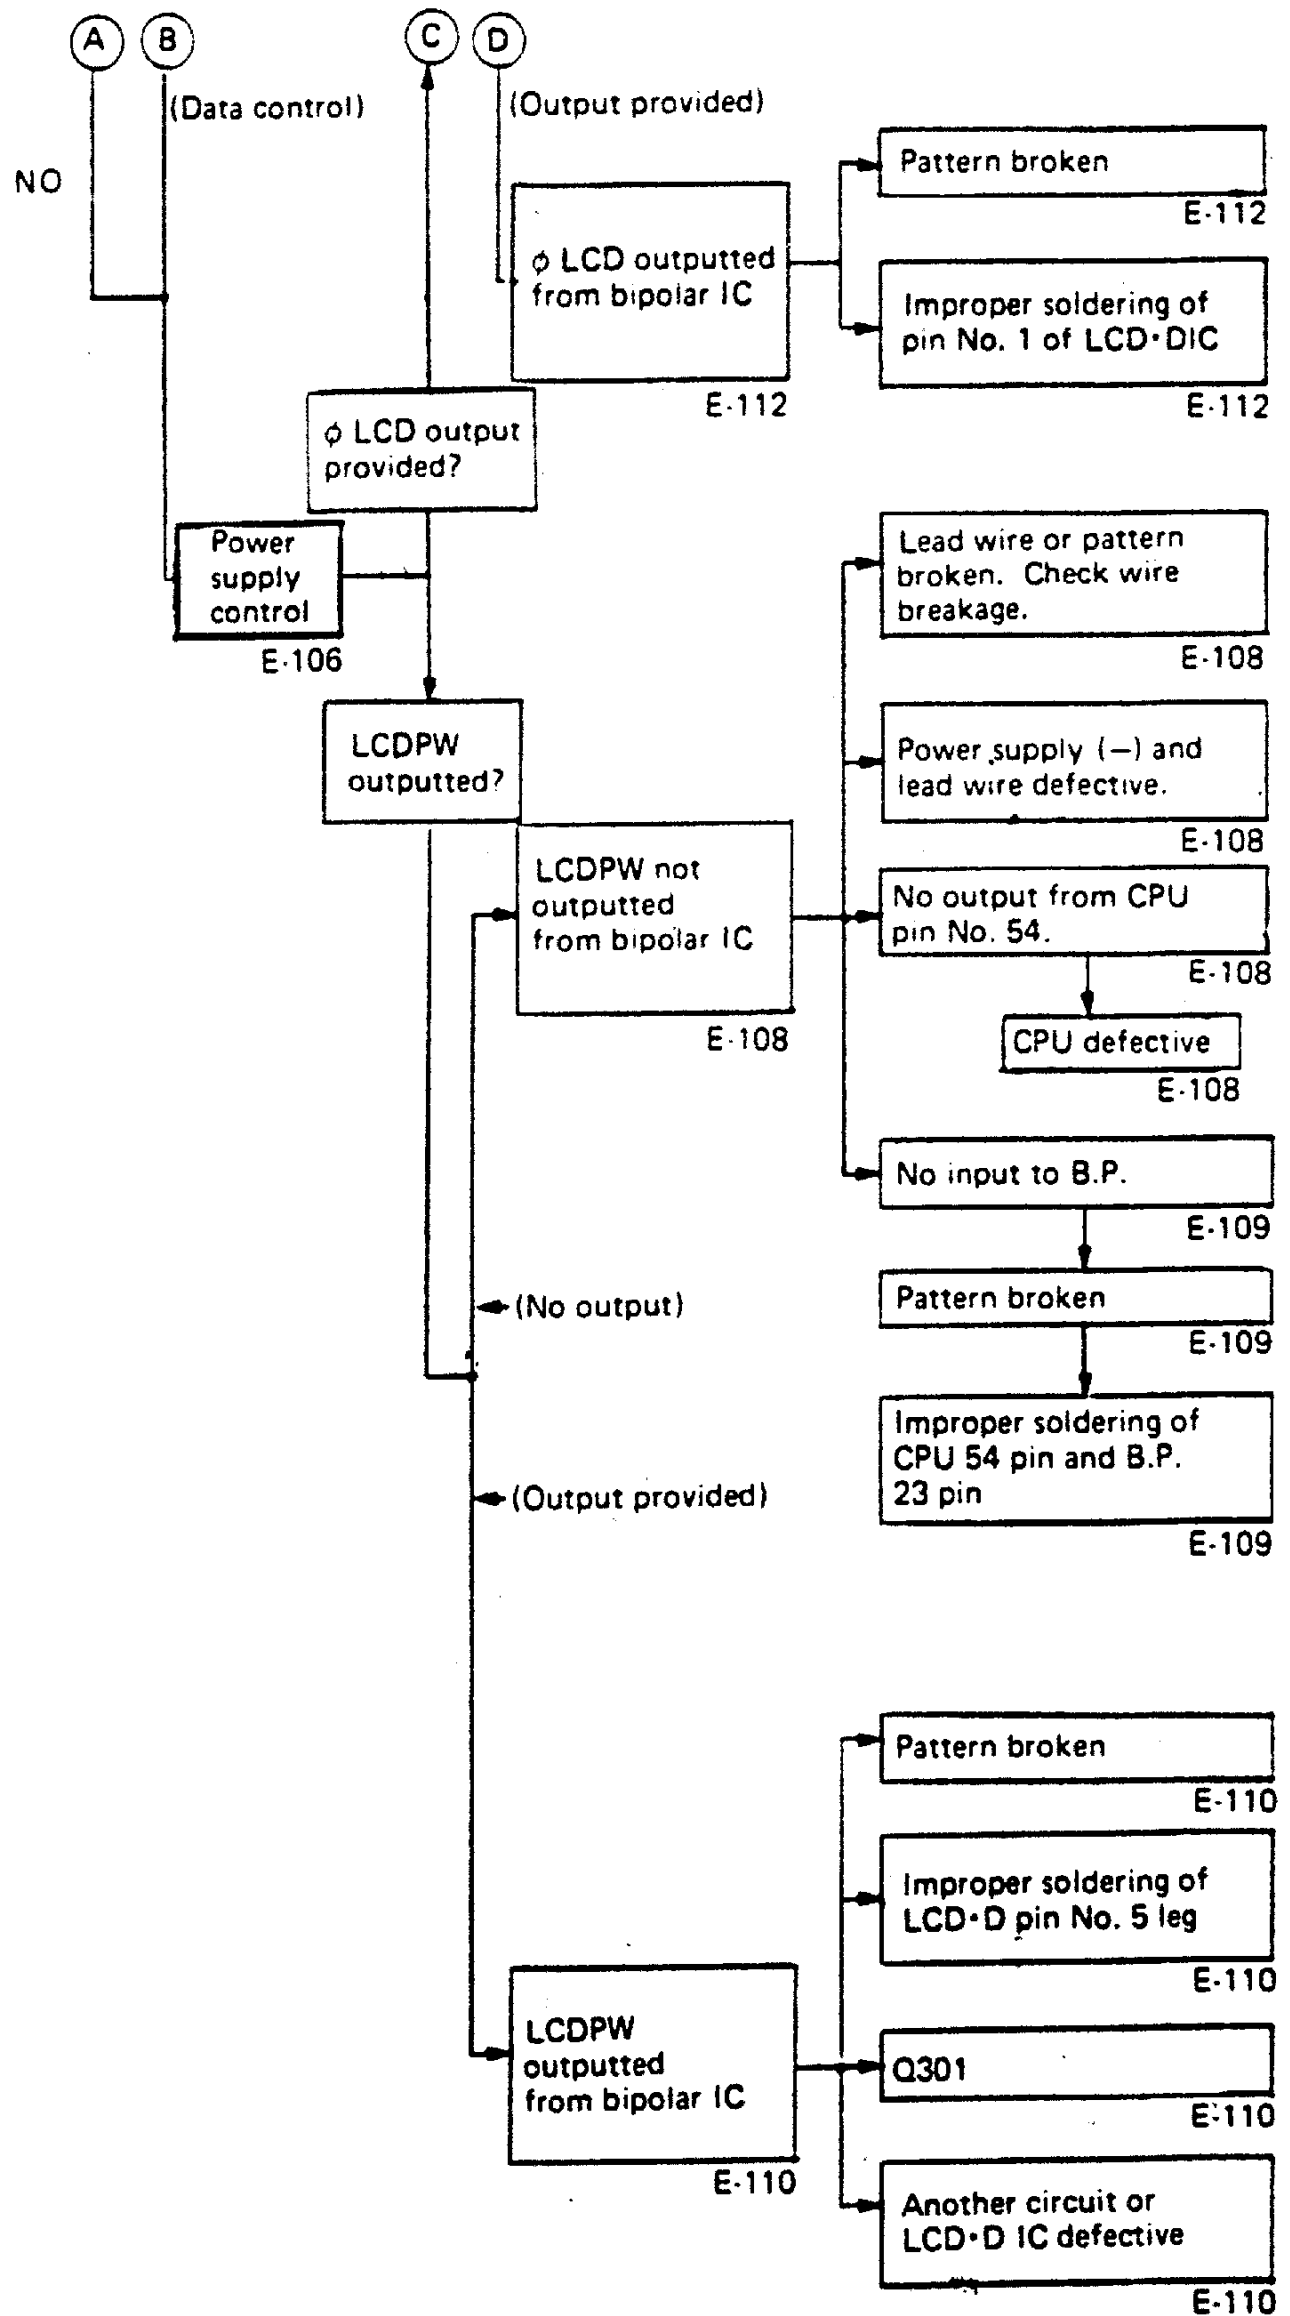 A B C D
(Data control)
(Output provided)
NO
Pattern broken
E-112
φ LCD outputted
from bipolar IC
E-112
Improper soldering of
pin No. 1 of LCD•DIC
E-112
φ LCD output
provided?
Power
supply
control
E-106
Lead wire or pattern
broken. Check wire
breakage.
E-108
LCDPW
outputted?
Power supply (–) and
lead wire defective.
E-108
LCDPW not
outputted
from bipolar IC
E-108
No output from CPU
pin No. 54.
E-108
CPU defective
E-108
No input to B.P.
E-109
(No output)
Pattern broken
E-109
Improper soldering of
CPU 54 pin and B.P.
23 pin
E-109
(Output provided)
Pattern broken
E-110
Improper soldering of
LCD•D pin No. 5 leg
E-110
LCDPW
outputted
from bipolar IC
E-110
Q301
E-110
Another circuit or
LCD•D IC defective
E-110